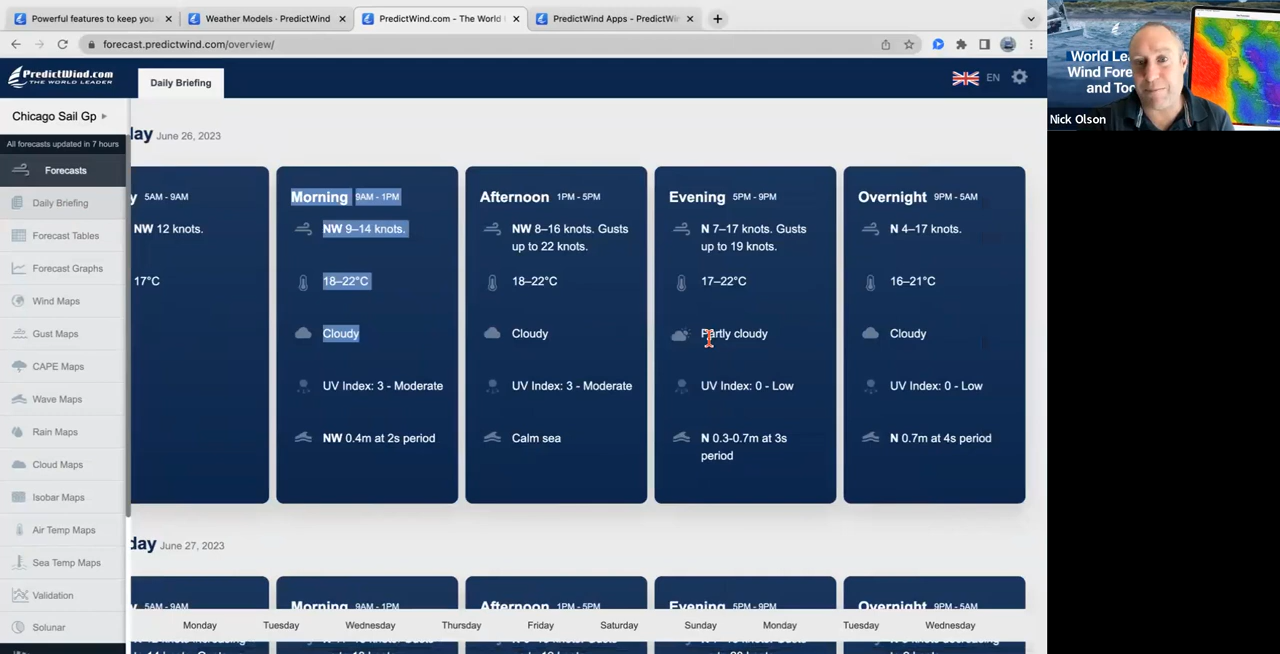 Powerful features to keep you
Weather Models · PredictWind
PredictWind.com – The World
PredictWind Apps · PredictWin
forecast.predictwind.com/overview/
PredictWind.com
THE WORLD LEADER
Daily Briefing
EN
Chicago Sail Gp
All forecasts updated in 7 hours
Forecasts
Daily Briefing
Forecast Tables
Forecast Graphs
Wind Maps
Gust Maps
CAPE Maps
Wave Maps
Rain Maps
Cloud Maps
Isobar Maps
Air Temp Maps
Sea Temp Maps
Validation
Solunar
day June 26, 2023
y 5AM - 9AM
NW 12 knots.
17°C
Morning 9AM - 1PM
NW 9–14 knots.
18–22°C
Cloudy
UV Index: 3 - Moderate
NW 0.4m at 2s period
Afternoon 1PM - 5PM
NW 8–16 knots. Gusts
up to 22 knots.
18–22°C
Cloudy
UV Index: 3 - Moderate
Calm sea
Evening 5PM - 9PM
N 7–17 knots. Gusts
up to 19 knots.
17–22°C
Partly cloudy
UV Index: 0 - Low
N 0.3-0.7m at 3s
period
Overnight 9PM - 5AM
N 4–17 knots.
16–21°C
Cloudy
UV Index: 0 - Low
N 0.7m at 4s period
day June 27, 2023
y 5AM - 9AM
Morning 9AM - 1PM
Afternoon 1PM - 5PM
Evening 5PM - 9PM
Overnight 9PM - 5AM
Monday Tuesday Wednesday Thursday Friday Saturday Sunday Monday Tuesday Wednesday
World Lea
Wind Fore
and Too
Nick Olson